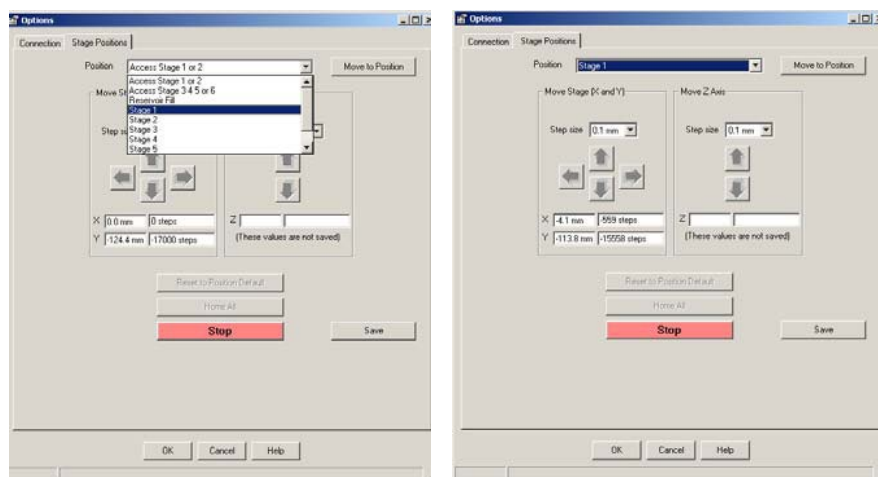 Options
Connection Stage Positions
Position Access Stage 1 or 2 Move to Position
Access Stage 1 or 2
Access Stage 3 4 5 or 6
Reservoir Fill
Stage 1
Stage 2
Stage 3
Stage 4
Stage 5
Move St
Step si
X 0.0 mm 0 steps Z
Y -124.4 mm -17000 steps (These values are not saved)
Reset to Position Default
Home All
Stop Save
OK Cancel Help
Options
Connection Stage Positions
Position Stage 1 Move to Position
Move Stage (X and Y) Move Z Axis
Step size 0.1 mm Step size 0.1 mm
X -4.1 mm -559 steps Z
Y -113.8 mm -15558 steps (These values are not saved)
Reset to Position Default
Home All
Stop Save
OK Cancel Help